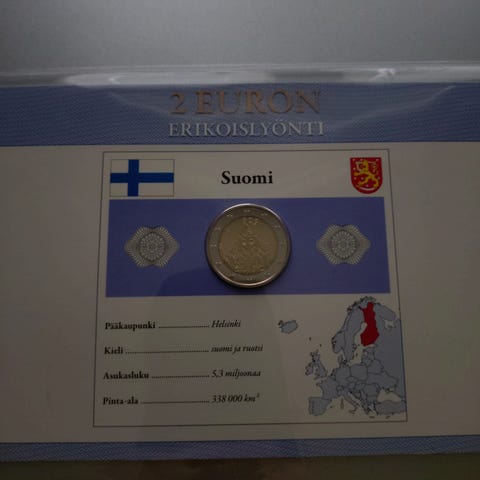 2 EURON
ERIKOISLYÖNTI
Suomi
Pääkaupunki ............... Helsinki
Kieli ........................ suomi ja ruotsi
Asukasluku ............... 5,3 miljoonaa
Pinta-ala .................. 338 000 km²